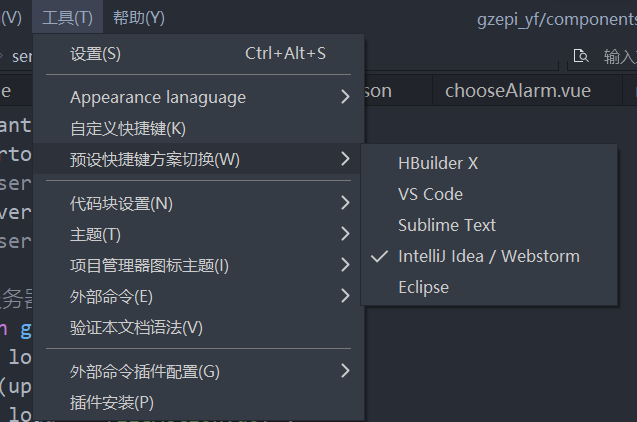 (V) 工具(T) 帮助(Y) gzepi_yf/components
设置(S) Ctrl+Alt+S
Appearance lanaguage
自定义快捷键(K)
预设快捷键方案切换(W)
代码块设置(N)
主题(T)
项目管理器图标主题(I)
外部命令(E)
验证本文档语法(V)
外部命令插件配置(G)
插件安装(P)
HBuilder X
VS Code
Sublime Text
IntelliJ Idea / Webstorm
Eclipse
ser
输入
e
son
chooseAlarm.vue
ant
rto
ser
ver
ser
务器
n g
lo
(up